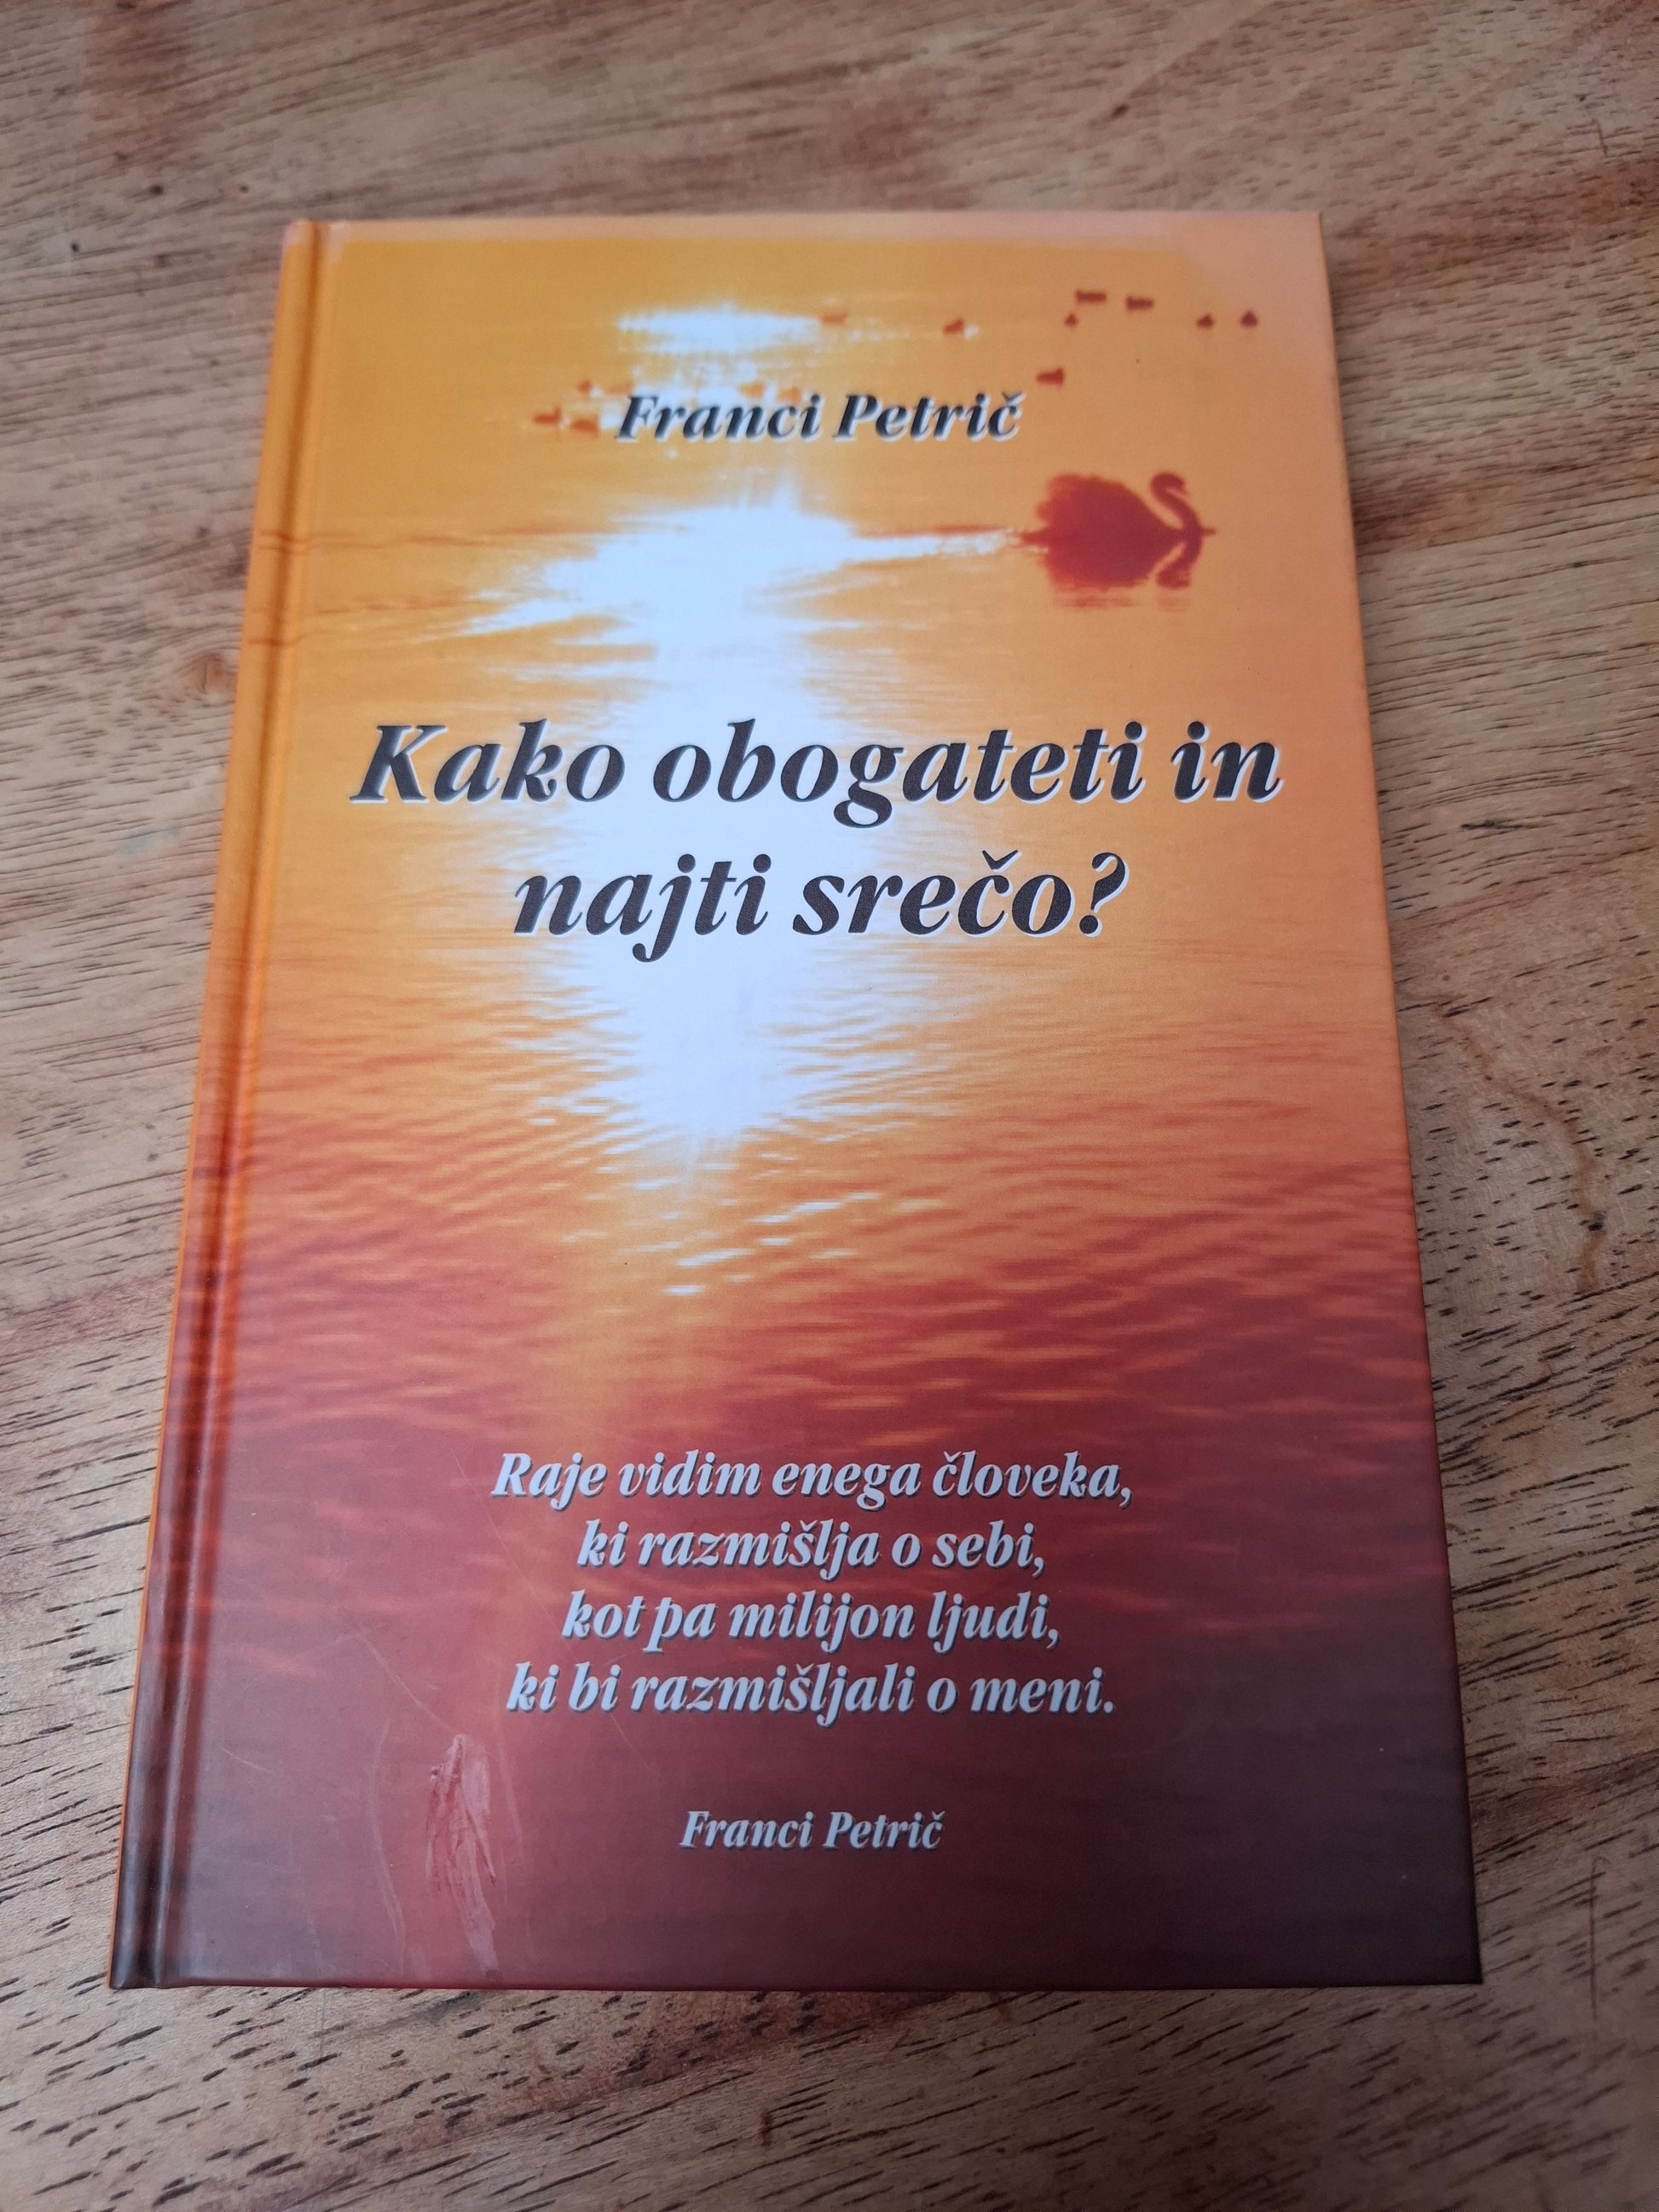 Franci Petrič
Kako obogateti in
najti srečo?
Raje vidim enega človeka,
ki razmišlja o sebi,
kot pa milijon ljudi,
ki bi razmišljali o meni.
Franci Petrič